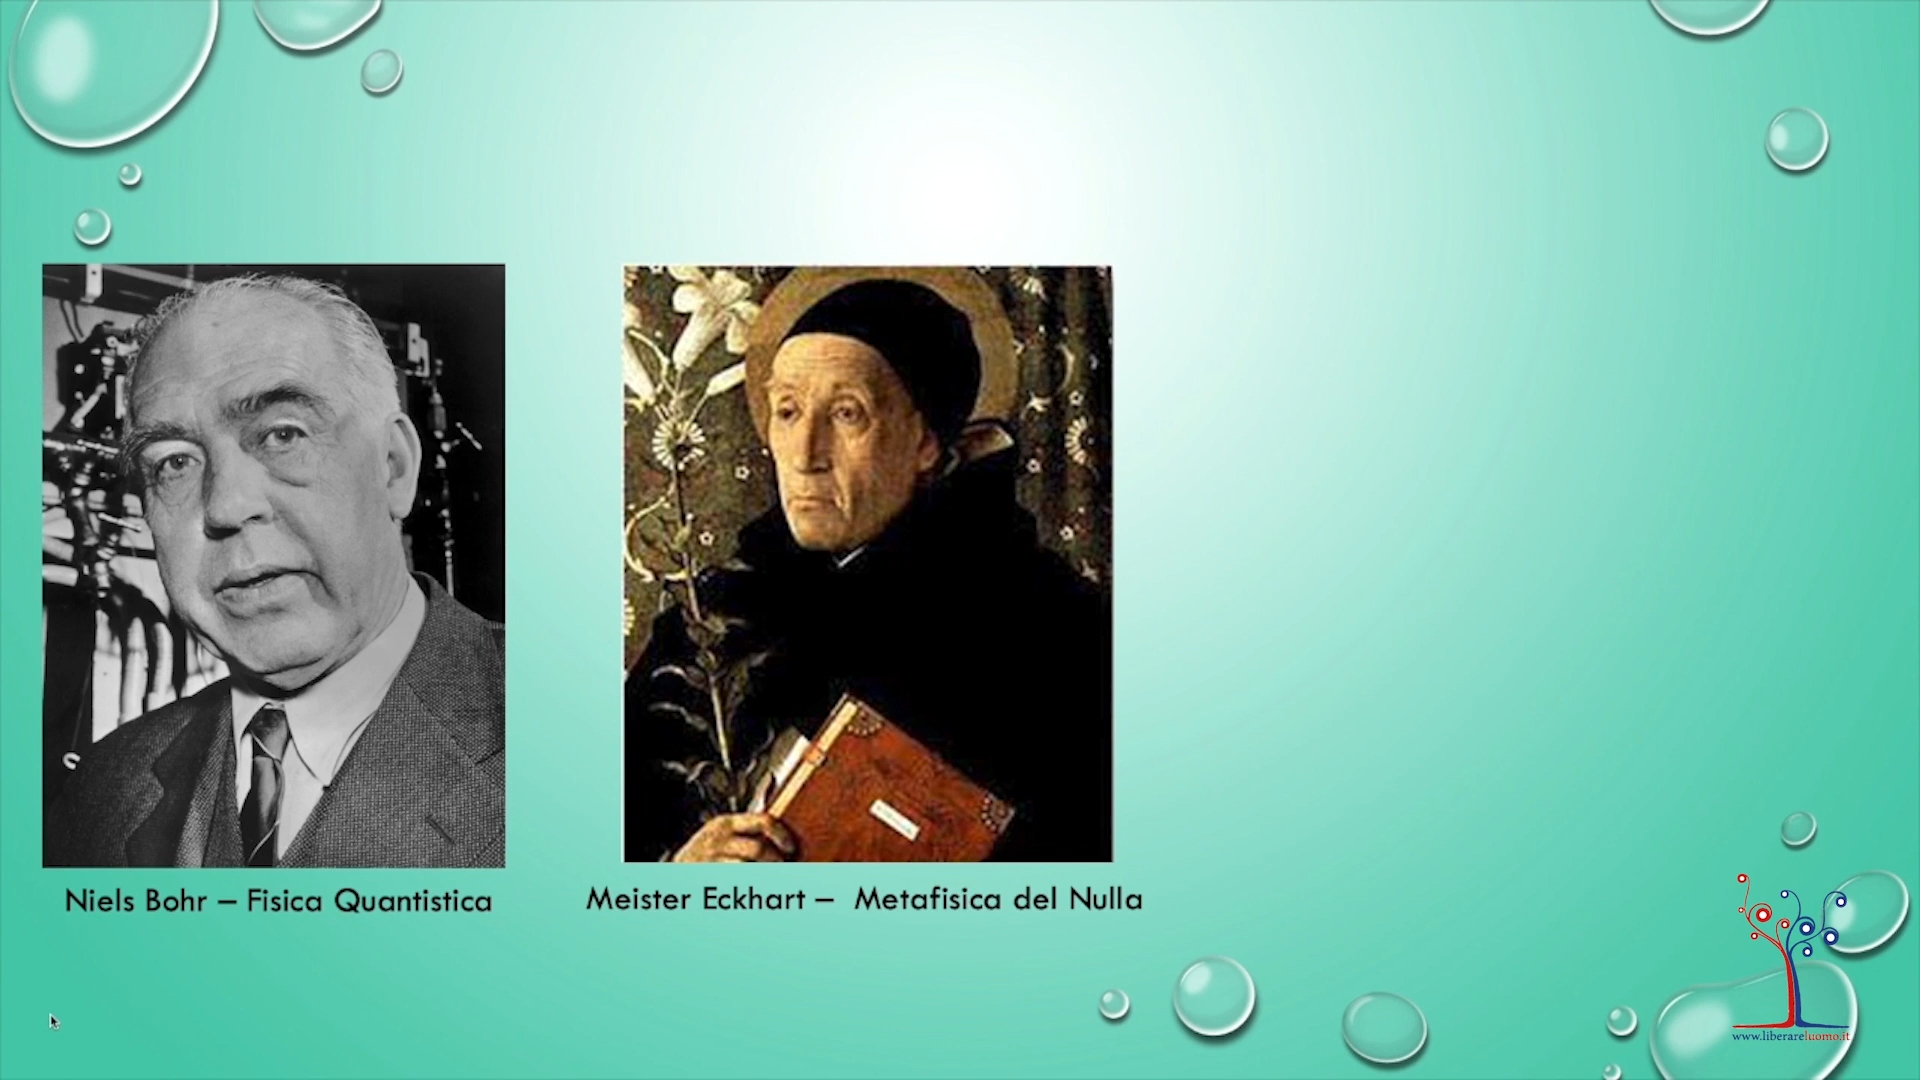 Niels Bohr – Fisica Quantistica
Meister Eckhart – Metafisica del Nulla
www.liberareluomo.it